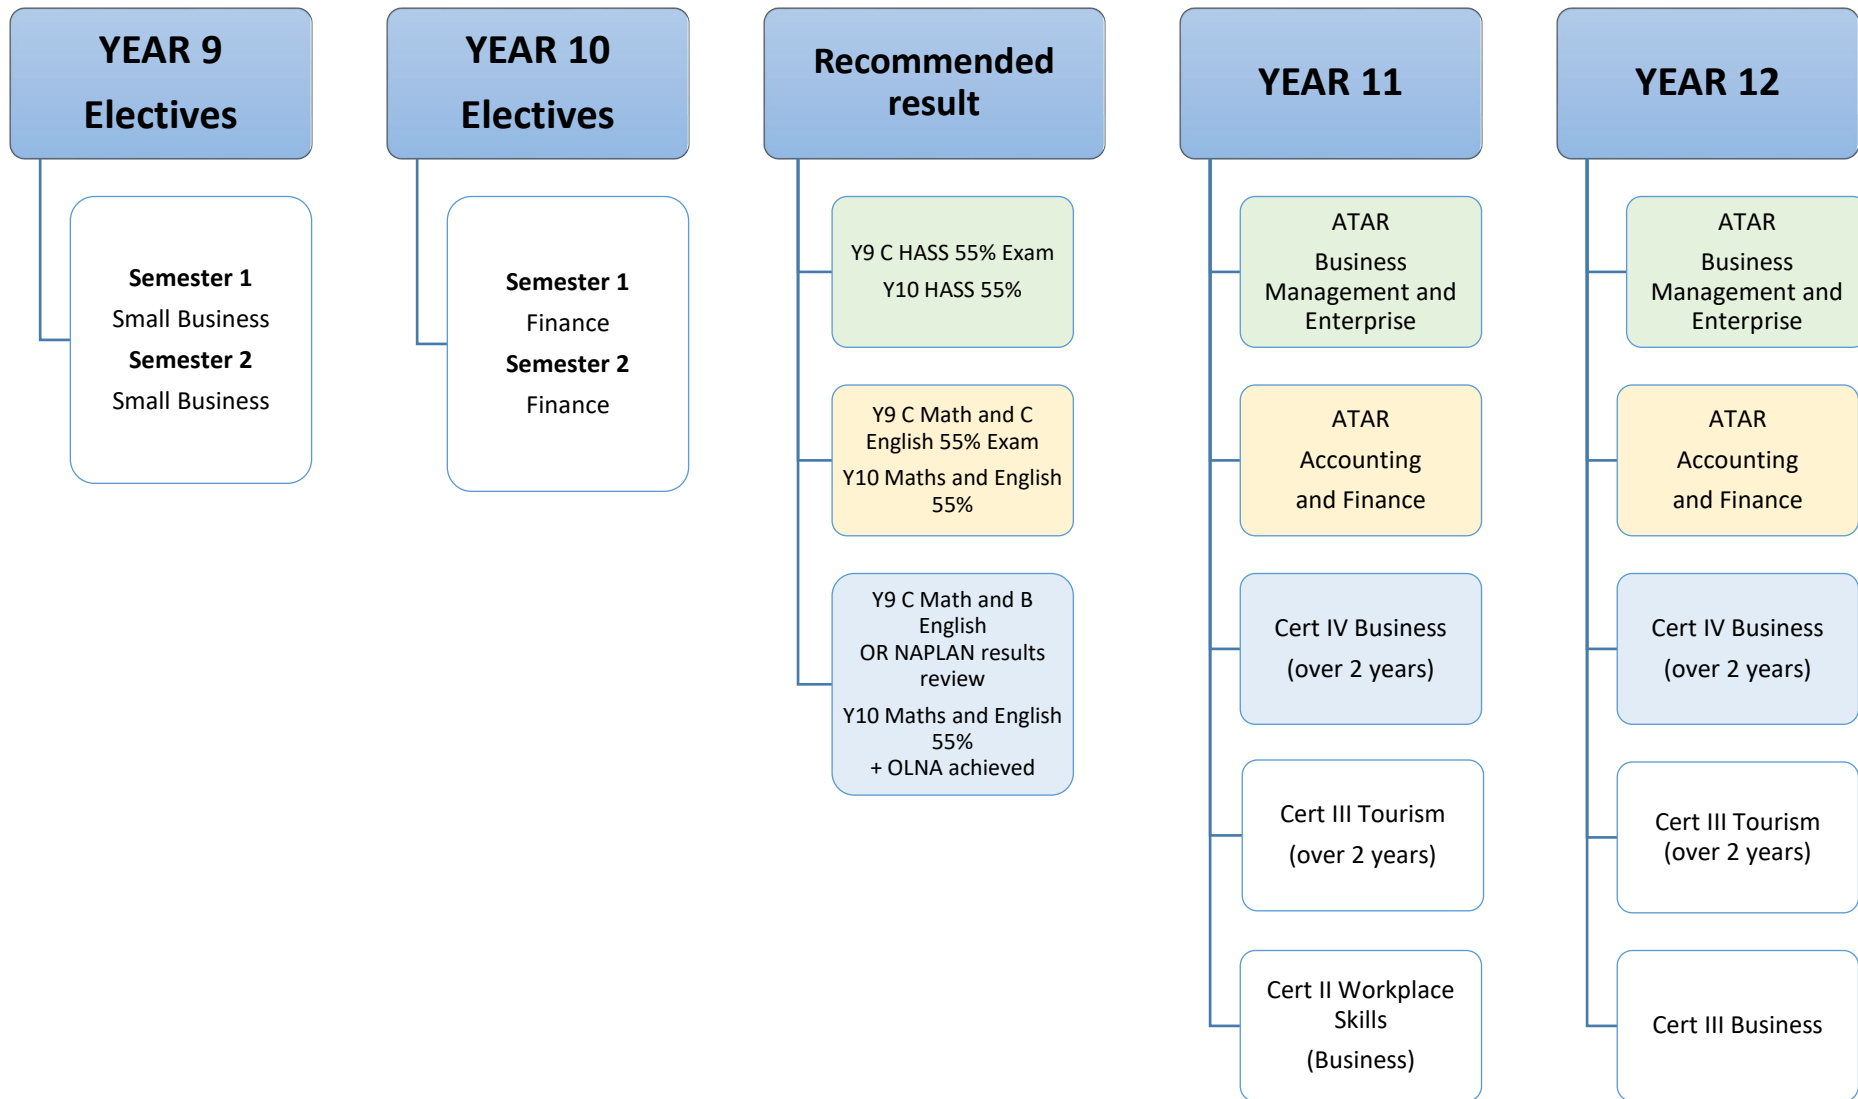 YEAR 9
Electives
Semester 1
Small Business
Semester 2
Small Business
YEAR 10
Electives
Semester 1
Finance
Semester 2
Finance
Recommended
result
Y9 C HASS 55% Exam
Y10 HASS 55%
Y9 C Math and C
English 55% Exam
Y10 Maths and English
55%
Y9 C Math and B
English
OR NAPLAN results
review
Y10 Maths and English
55%
+ OLNA achieved
YEAR 11
ATAR
Business
Management and
Enterprise
ATAR
Accounting
and Finance
Cert IV Business
(over 2 years)
Cert III Tourism
(over 2 years)
Cert II Workplace
Skills
(Business)
YEAR 12
ATAR
Business
Management and
Enterprise
ATAR
Accounting
and Finance
Cert IV Business
(over 2 years)
Cert III Tourism
(over 2 years)
Cert III Business